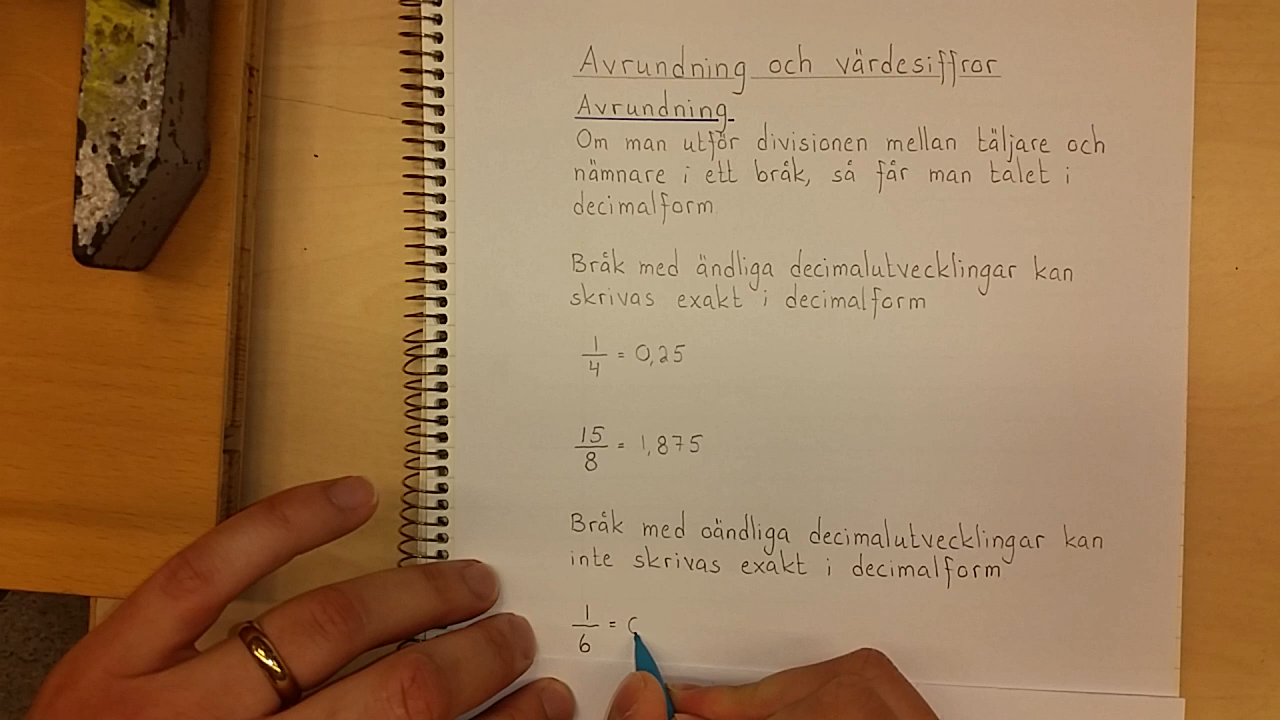 Avrundning och värdesiffror
Avrundning
Om man utför divisionen mellan täljare och
nämnare i ett bråk, så får man talet i
decimalform
Bråk med ändliga decimalutvecklingar kan
skrivas exakt i decimalform
1/4 = 0,25
15/8 = 1,875
Bråk med oändliga decimalutvecklingar kan
inte skrivas exakt i decimalform
1/6 =